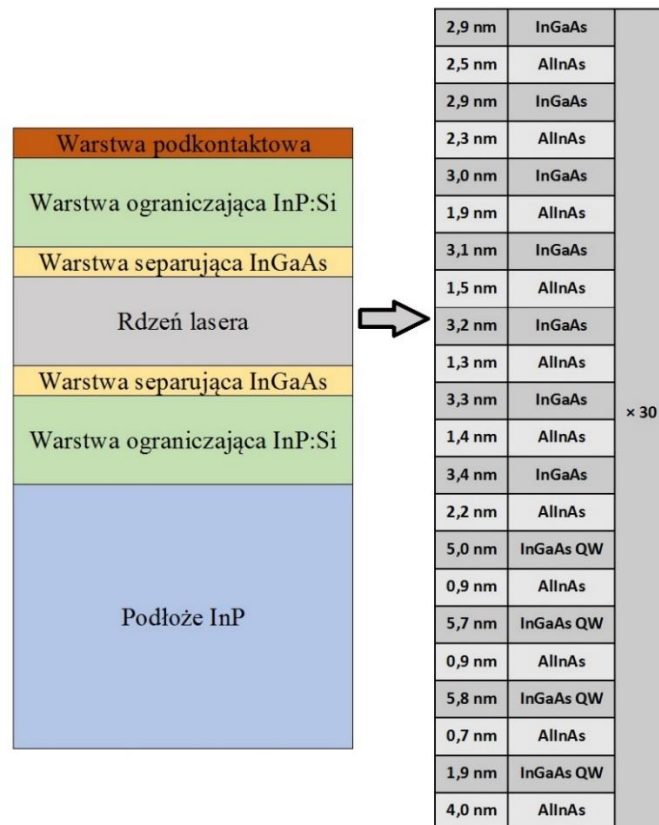 Warstwa podkontaktowa
Warstwa ograniczająca InP:Si
Warstwa separująca InGaAs
Rdzeń lasera
Warstwa separująca InGaAs
Warstwa ograniczająca InP:Si
Podłoże InP
2,9 nm InGaAs
2,5 nm AlInAs
2,9 nm InGaAs
2,3 nm AlInAs
3,0 nm InGaAs
1,9 nm AlInAs
3,1 nm InGaAs
1,5 nm AlInAs
3,2 nm InGaAs
1,3 nm AlInAs
3,3 nm InGaAs
1,4 nm AlInAs
3,4 nm InGaAs
2,2 nm AlInAs
5,0 nm InGaAs QW
0,9 nm AlInAs
5,7 nm InGaAs QW
0,9 nm AlInAs
5,8 nm InGaAs QW
0,7 nm AlInAs
1,9 nm InGaAs QW
4,0 nm AlInAs
× 30